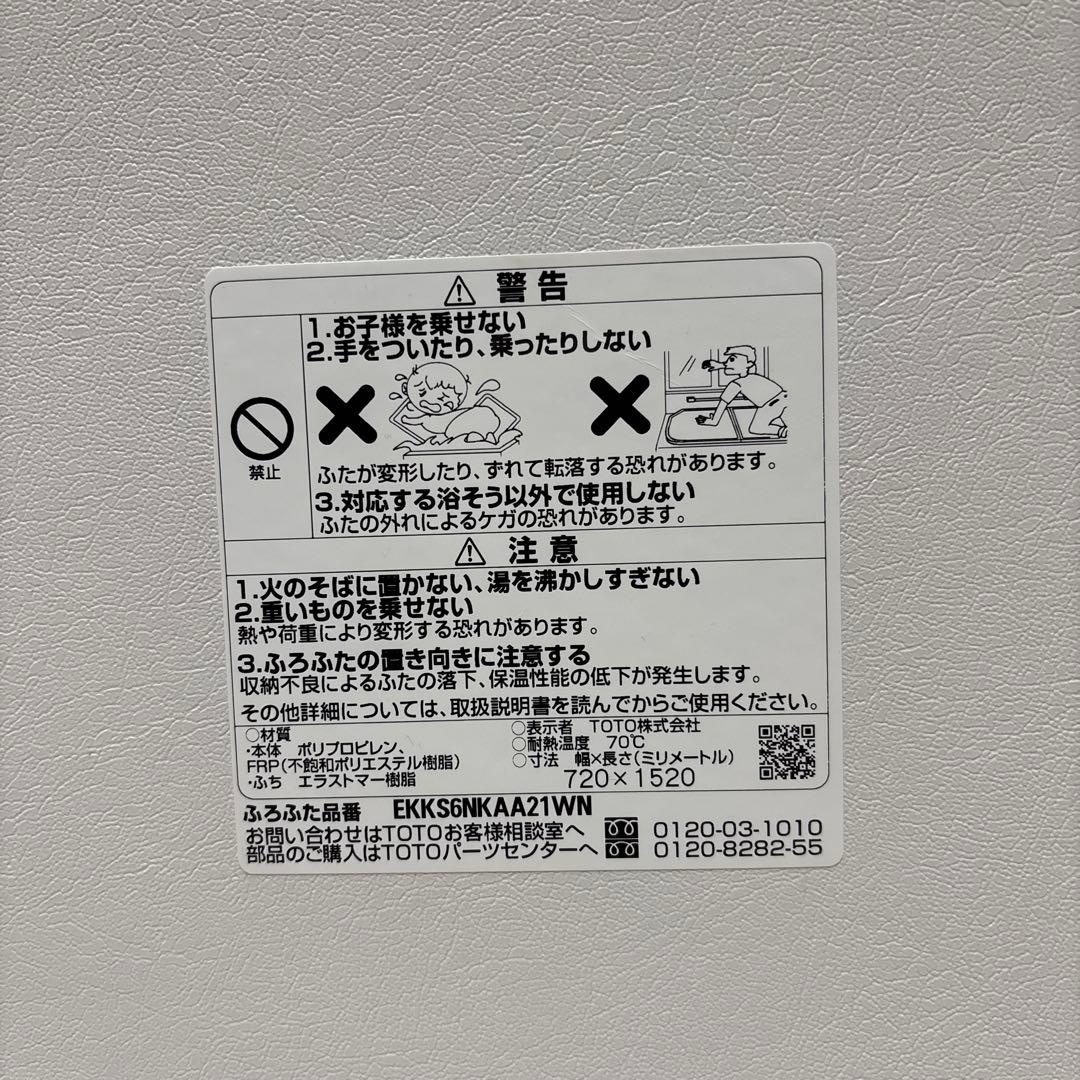 ⚠ 警告
1.お子様を乗せない
2.手をついたり、乗ったりしない
禁止
ふたが変形したり、ずれて転落する恐れがあります。
3.対応する浴そう以外で使用しない
ふたの外れによるケガの恐れがあります。
⚠ 注意
1.火のそばに置かない、湯を沸かしすぎない
2.重いものを乗せない
熱や荷重により変形する恐れがあります。
3.ふろふたの置き向きに注意する
収納不良によるふたの落下、保温性能の低下が発生します。
その他詳細については、取扱説明書を読んでからご使用ください。
○材質
・本体 ポリプロピレン、
FRP(不飽和ポリエステル樹脂)
・ふち エラストマー樹脂
○表示者 TOTO株式会社
○耐熱温度 70℃
○寸法 幅×長さ(ミリメートル)
720×1520
ふろふた品番 EKKS6NKAA21WN
お問い合わせはTOTOお客様相談室へ 0120-03-1010
部品のご購入はTOTOパーツセンターへ 0120-8282-55